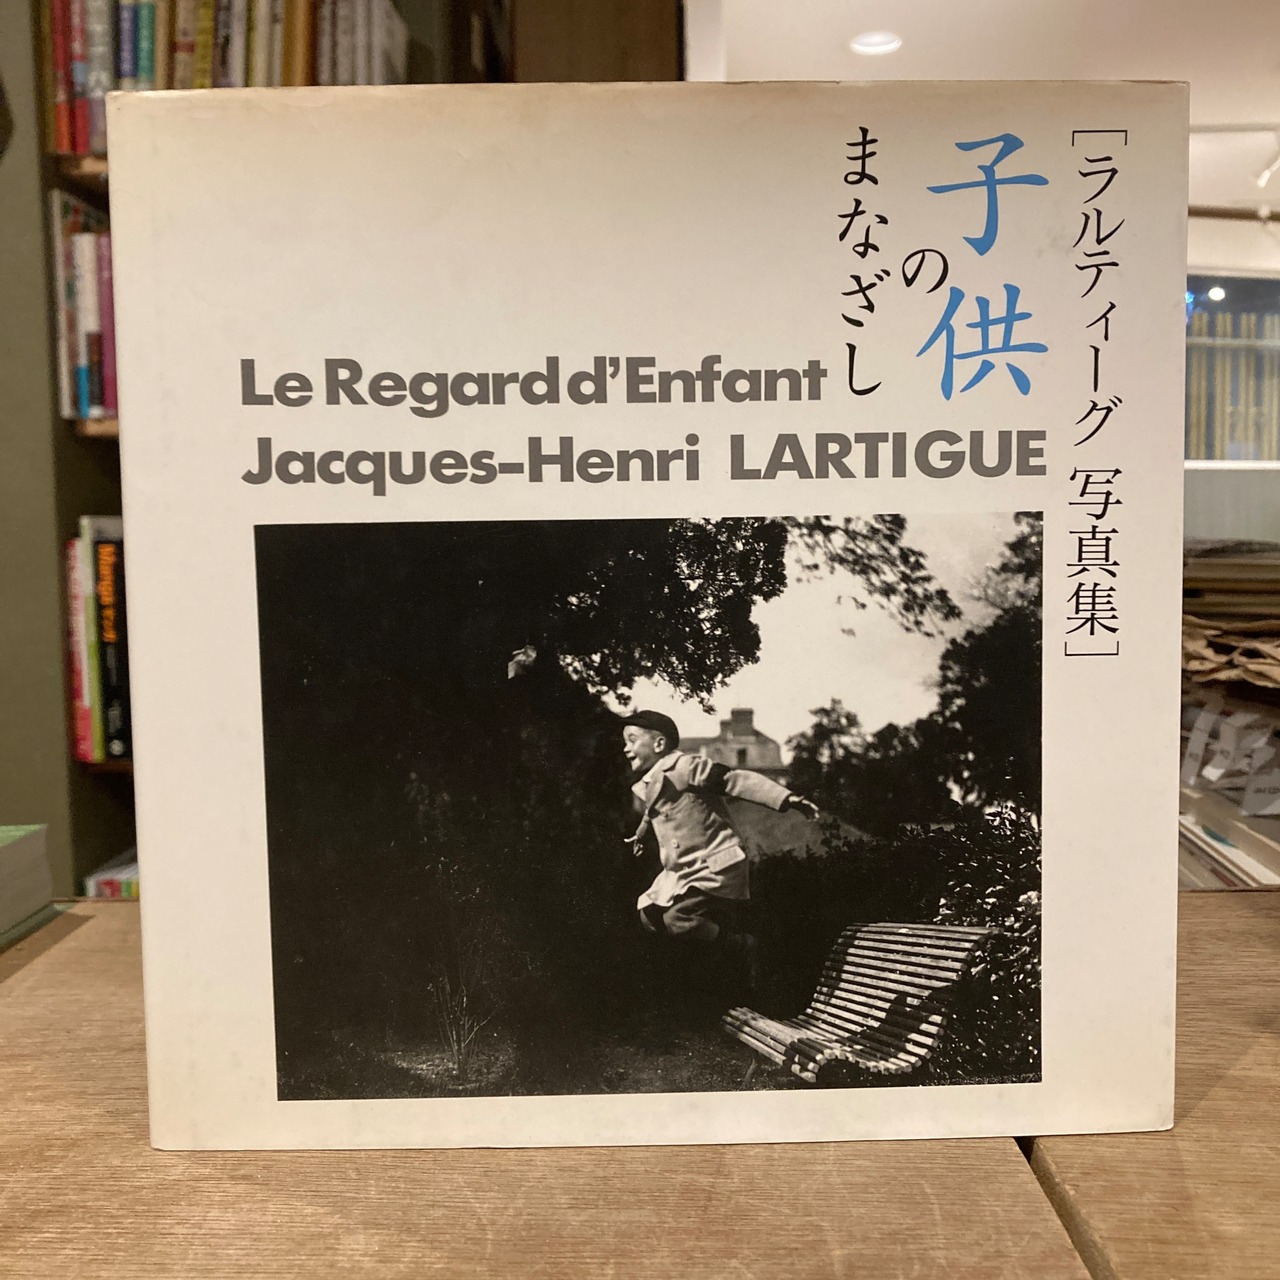 [ラルティーグ 写真集]
子供の
まなざし
Le Regard d'Enfant
Jacques-Henri LARTIGUE